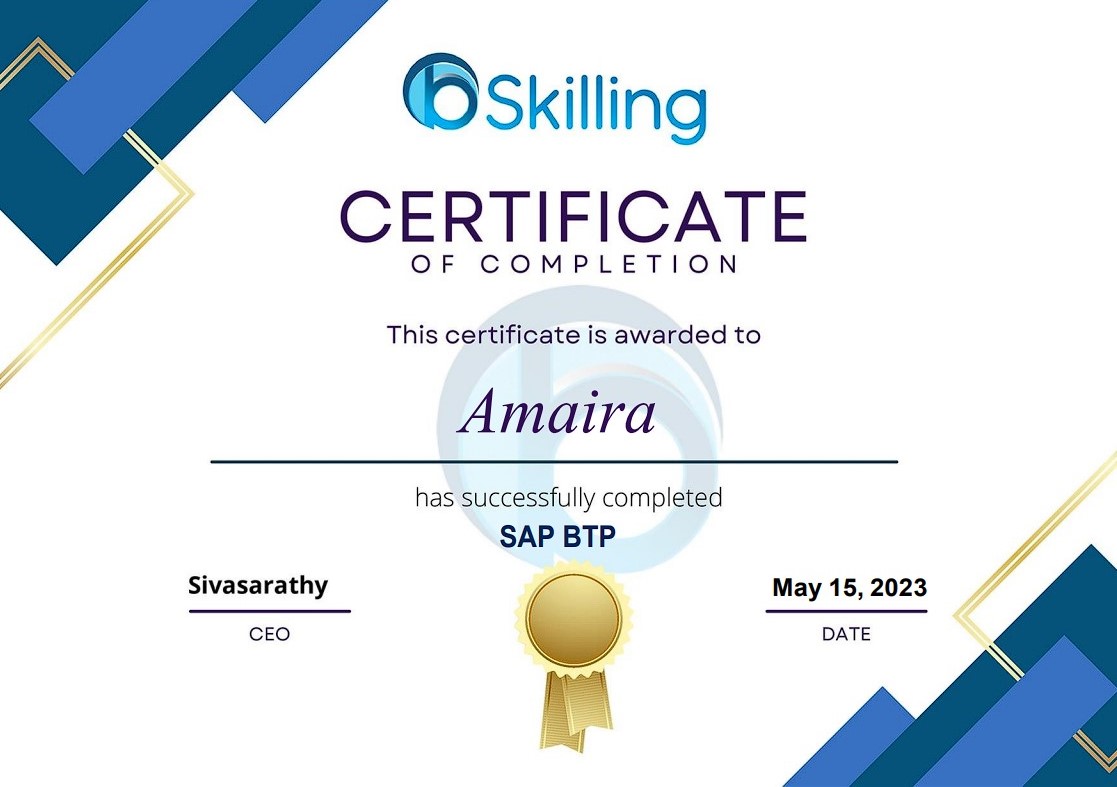 bSkilling
CERTIFICATE
OF COMPLETION
This certificate is awarded to
Amaira
has successfully completed
SAP BTP
Sivasarathy
CEO
May 15, 2023
DATE